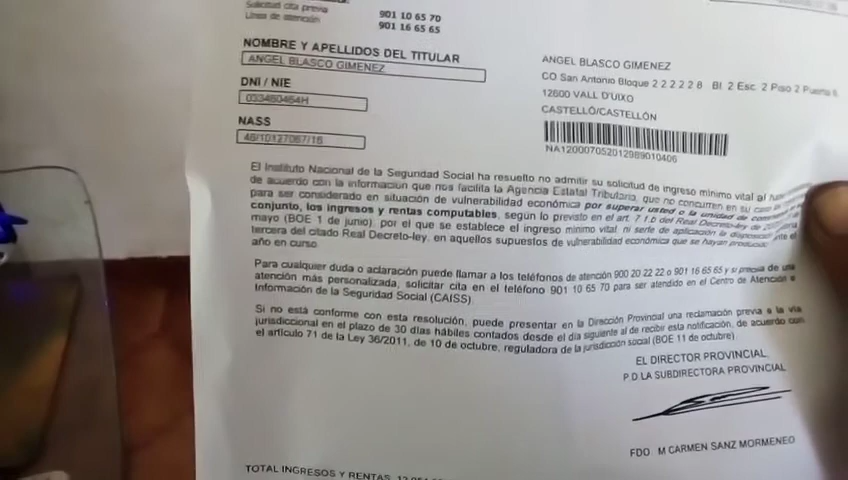 Solicitud cita previa 901 10 65 70
Línea de atención 901 16 65 65
NOMBRE Y APELLIDOS DEL TITULAR
ANGEL BLASCO GIMENEZ
DNI / NIE
033460464H
NASS
46/10127067/16
ANGEL BLASCO GIMENEZ
CO San Antonio Bloque 2 2 2 2 2 8 Bl 2 Esc. 2 Piso 2 Puerta
12600 VALL D'UIXO
CASTELLÓ/CASTELLÓN
NA120007052012989010406
El Instituto Nacional de la Seguridad Social ha resuelto no admitir su solicitud de ingreso mínimo vital al
de acuerdo con la información que nos facilita la Agencia Estatal Tributaria, que no concurren en su caso
para ser considerado en situación de vulnerabilidad económica por superar usted o la unidad de
conjunto, los ingresos y rentas computables, según lo previsto en el art. 7.1.b del Real Decreto-ley de
mayo (BOE 1 de junio), por el que se establece el ingreso mínimo vital, ni serle de aplicación la disposición
tercera del citado Real Decreto-ley, en aquellos supuestos de vulnerabilidad económica que se hayan producido el
año en curso.
Para cualquier duda o aclaración puede llamar a los teléfonos de atención 900 20 22 22 o 901 16 65 65 y si precisa de una
atención más personalizada, solicitar cita en el teléfono 901 10 65 70 para ser atendido en el Centro de Atención e
Información de la Seguridad Social (CAISS).
Si no está conforme con esta resolución, puede presentar en la Dirección Provincial una reclamación previa a la vía
jurisdiccional en el plazo de 30 días hábiles contados desde el día siguiente al de recibir esta notificación, de acuerdo con
el artículo 71 de la Ley 36/2011, de 10 de octubre, reguladora de la jurisdicción social (BOE 11 de octubre).
EL DIRECTOR PROVINCIAL
P.D LA SUBDIRECTORA PROVINCIAL
FDO M CARMEN SANZ MORMENEO
TOTAL INGRESOS Y RENTAS